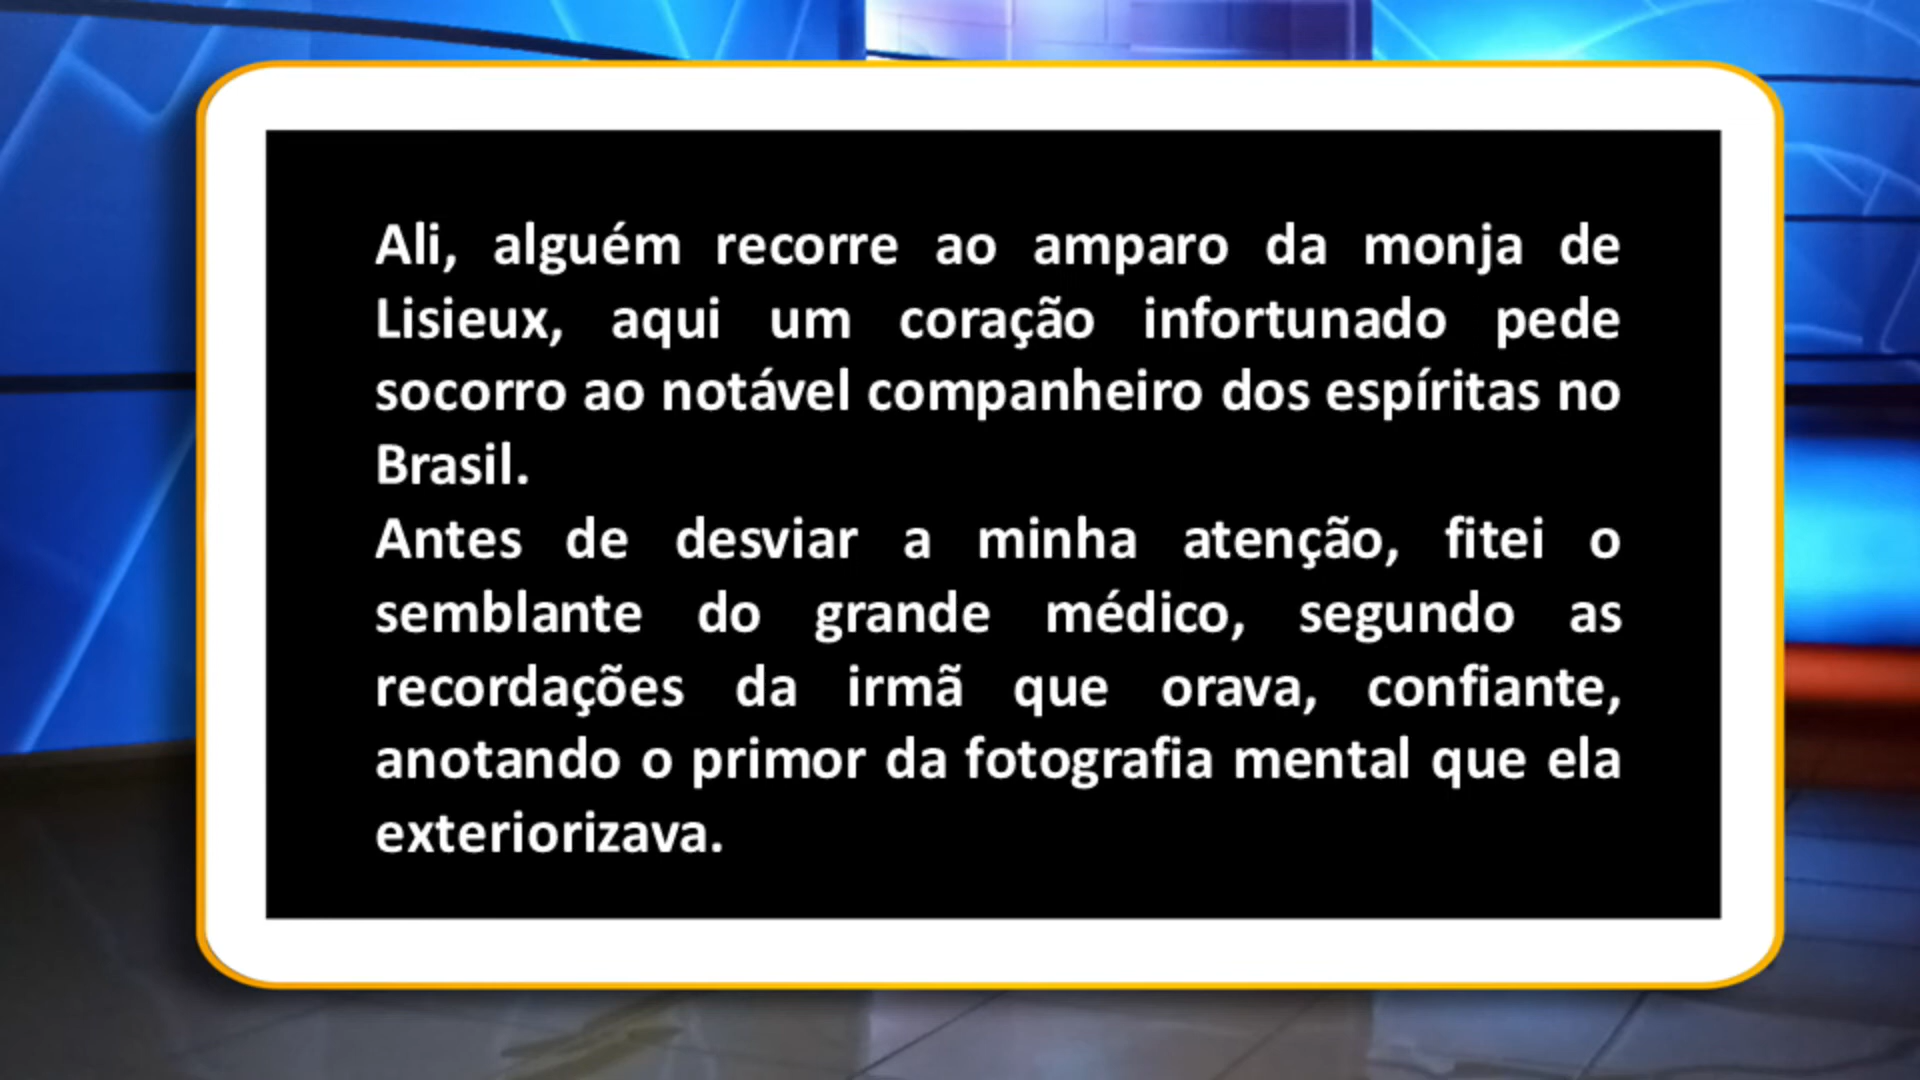 Ali, alguém recorre ao amparo da monja de
Lisieux, aqui um coração infortunado pede
socorro ao notável companheiro dos espíritas no
Brasil.
Antes de desviar a minha atenção, fitei o
semblante do grande médico, segundo as
recordações da irmã que orava, confiante,
anotando o primor da fotografia mental que ela
exteriorizava.